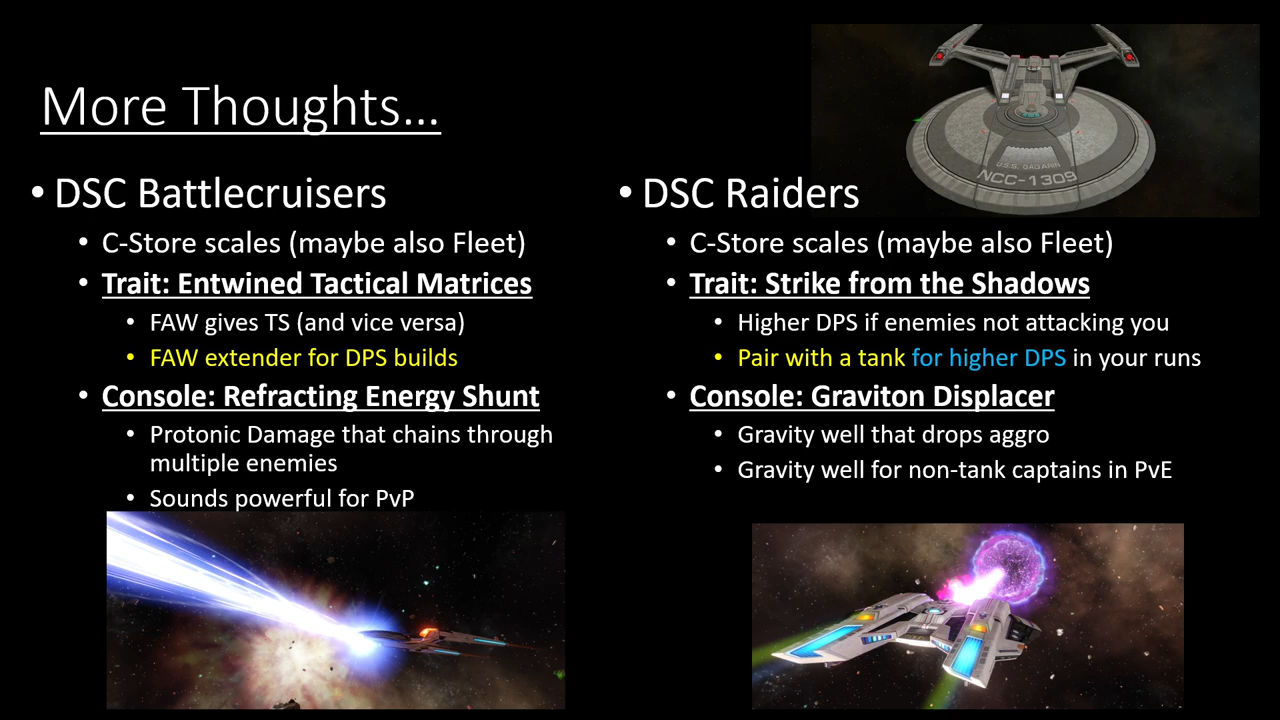 More Thoughts…
• DSC Battlecruisers
• C-Store scales (maybe also Fleet)
• Trait: Entwined Tactical Matrices
• FAW gives TS (and vice versa)
• FAW extender for DPS builds
• Console: Refracting Energy Shunt
• Protonic Damage that chains through
multiple enemies
• Sounds powerful for PvP
• DSC Raiders
• C-Store scales (maybe also Fleet)
• Trait: Strike from the Shadows
• Higher DPS if enemies not attacking you
• Pair with a tank for higher DPS in your runs
• Console: Graviton Displacer
• Gravity well that drops aggro
• Gravity well for non-tank captains in PvE
U.S.S. GAGARIN
NCC-1309